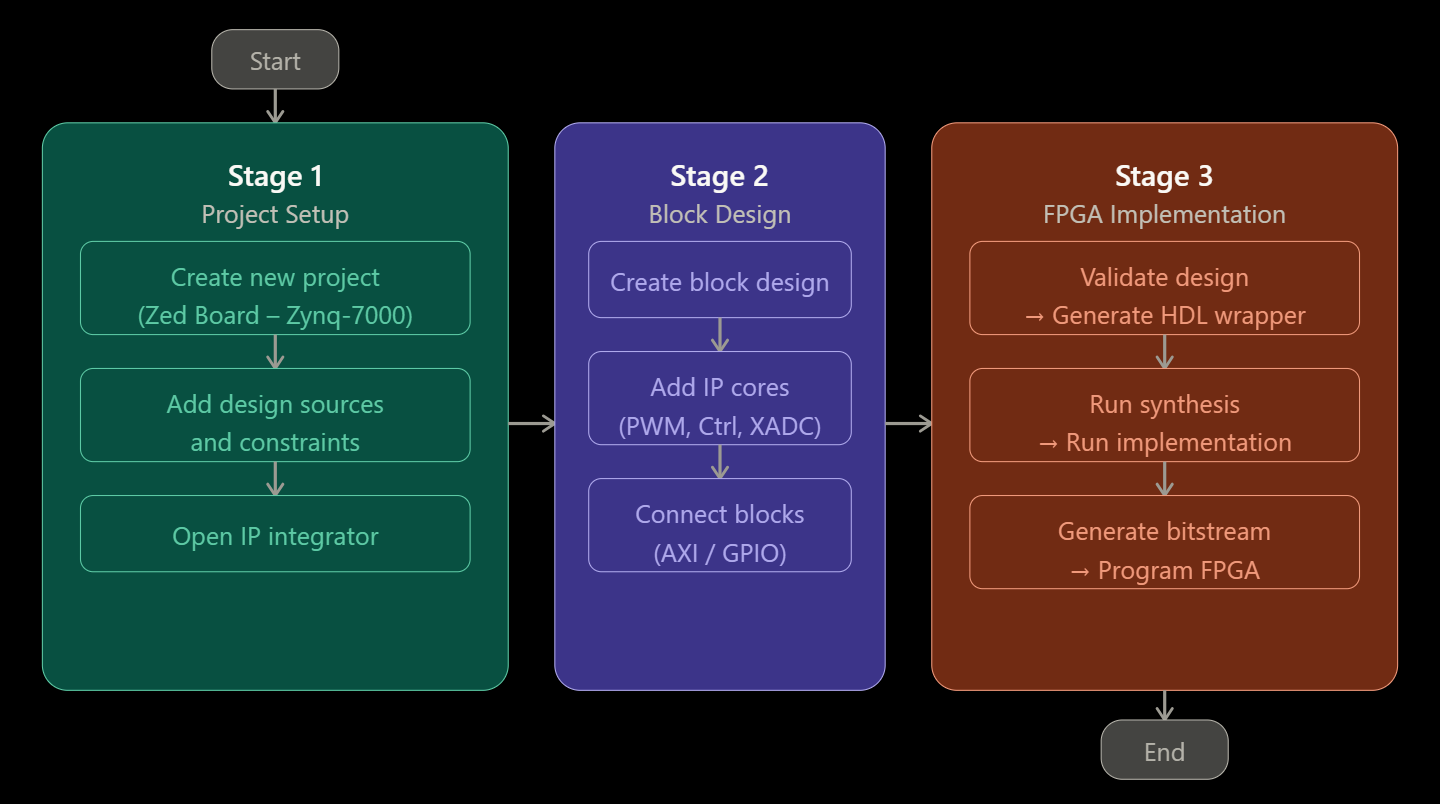 Start
Stage 1
Project Setup
Create new project
(Zed Board – Zynq-7000)
Add design sources
and constraints
Open IP integrator
Stage 2
Block Design
Create block design
Add IP cores
(PWM, Ctrl, XADC)
Connect blocks
(AXI / GPIO)
Stage 3
FPGA Implementation
Validate design
→ Generate HDL wrapper
Run synthesis
→ Run implementation
Generate bitstream
→ Program FPGA
End